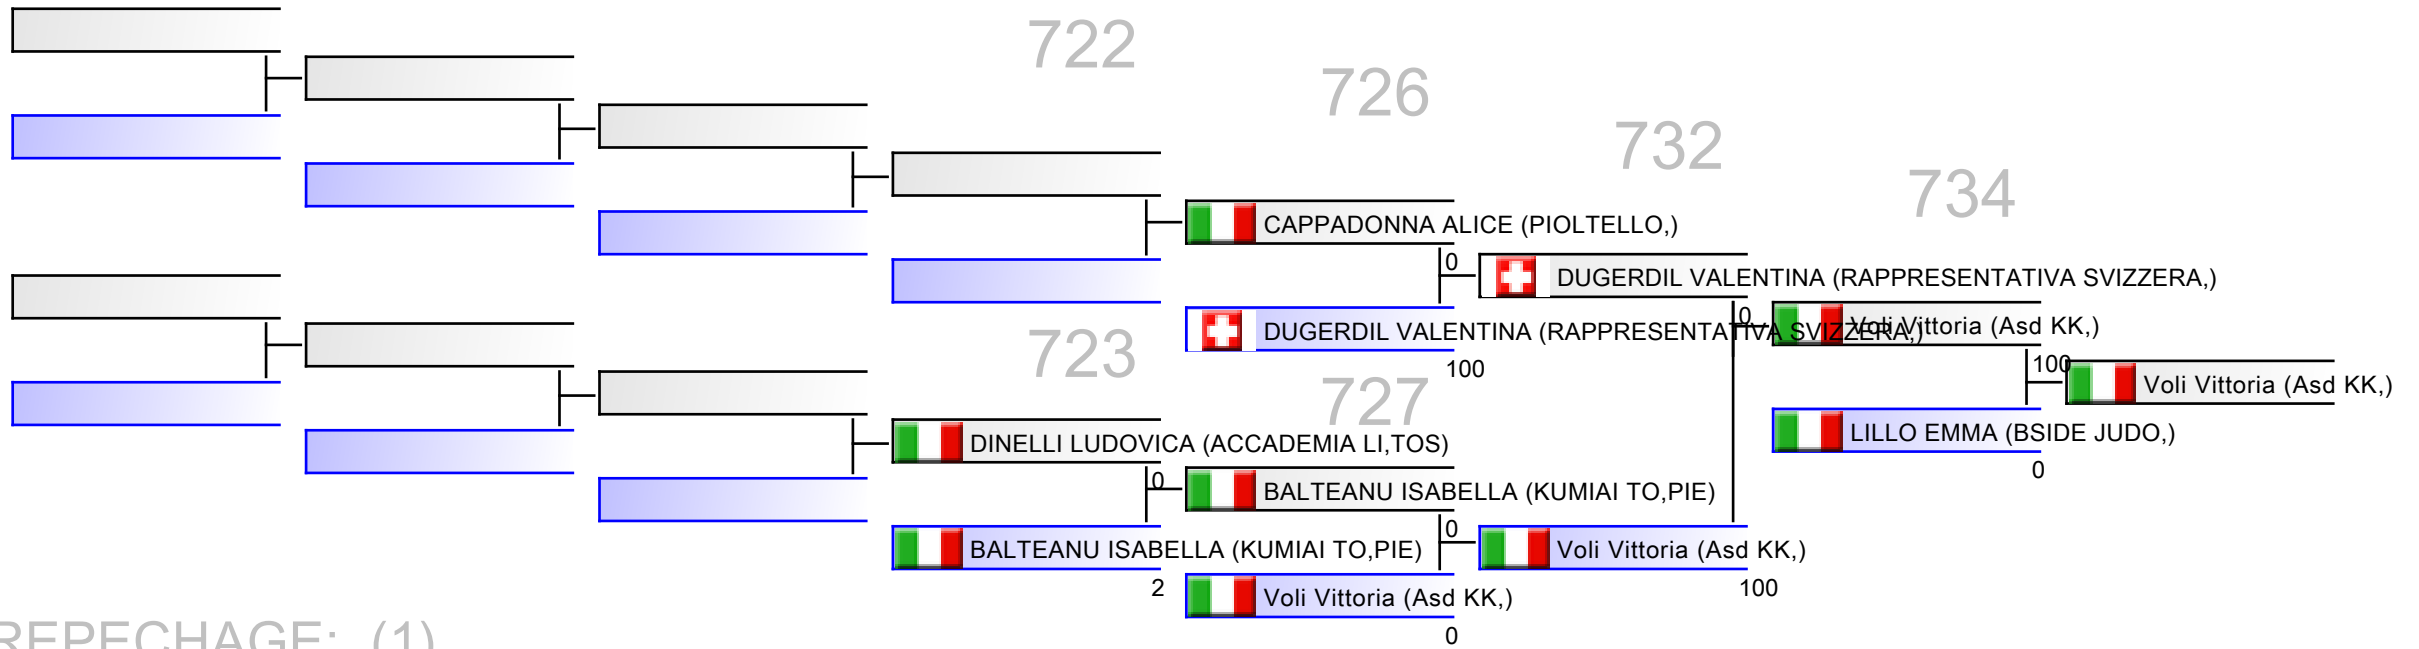 722
726
732
734
CAPPADONNA ALICE (PIOLTELLO,)
0
DUGERDIL VALENTINA (RAPPRESENTATIVA SVIZZERA,)
0
Voli Vittoria (Asd KK,)
DUGERDIL VALENTINA (RAPPRESENTATIVA SVIZZERA,)
723
100
100
Voli Vittoria (Asd KK,)
727
DINELLI LUDOVICA (ACCADEMIA LI,TOS)
LILLO EMMA (BSIDE JUDO,)
0
0
BALTEANU ISABELLA (KUMIAI TO,PIE)
0
BALTEANU ISABELLA (KUMIAI TO,PIE)
Voli Vittoria (Asd KK,)
2
100
Voli Vittoria (Asd KK,)
0
REPECHAGE: (1)